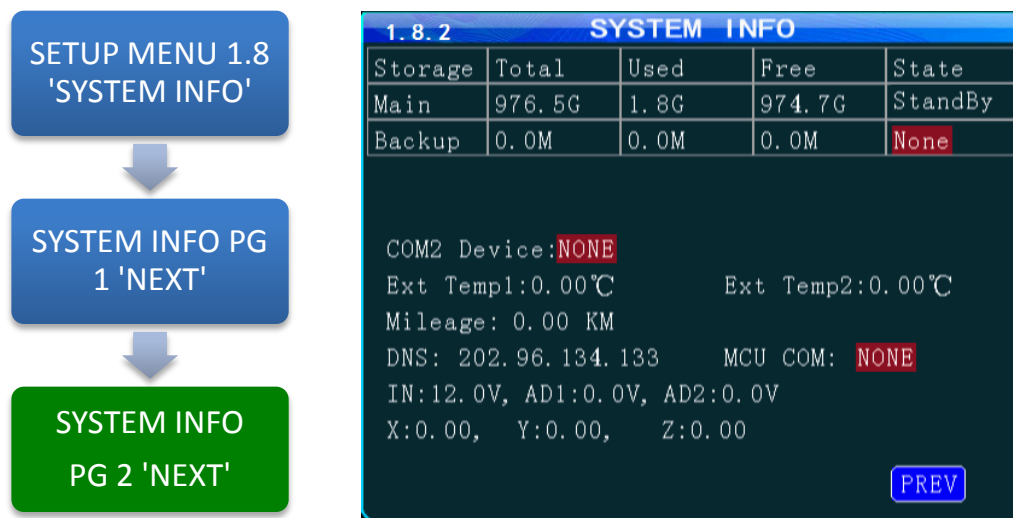 SETUP MENU 1.8
'SYSTEM INFO'
SYSTEM INFO PG
1 'NEXT'
SYSTEM INFO
PG 2 'NEXT'
1.8.2 SYSTEM INFO
Storage Total Used Free State
Main 976.5G 1.8G 974.7G StandBy
Backup 0.0M 0.0M 0.0M None
COM2 Device:NONE
Ext Temp1:0.00℃ Ext Temp2:0.00℃
Mileage: 0.00 KM
DNS: 202.96.134.133 MCU COM: NONE
IN:12.0V, AD1:0.0V, AD2:0.0V
X:0.00, Y:0.00, Z:0.00
PREV